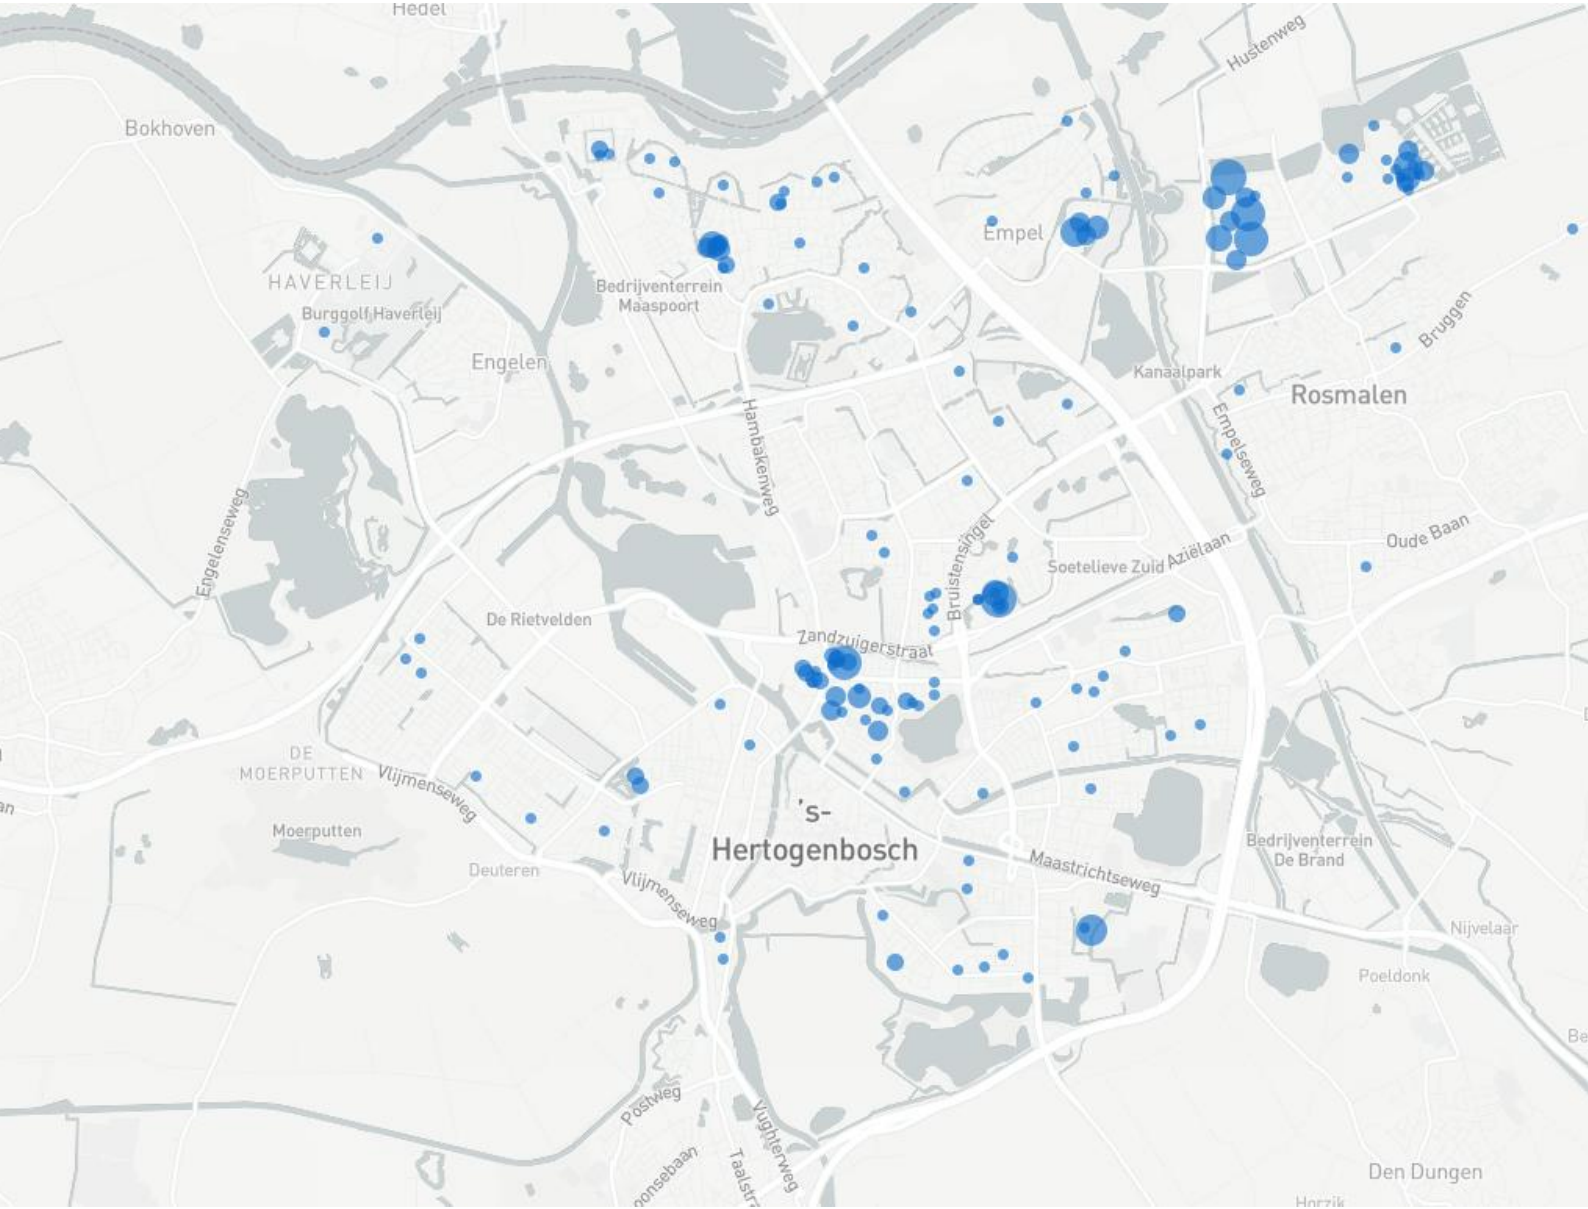 Hedel
Hustenweg
Bokhoven
Empel
HAVERLEIJ
Burggolf Haverleij
Bedrijventerrein
Maaspoort
Bruggen
Engelen
Kanaalpark
Rosmalen
Hambakenweg
Empelseweg
Engelenseweg
Bruistensingel
Oude Baan
Soetelieve Zuid
Aziëlaan
De Rietvelden
Zandzuigerstraat
DE
MOERPUTTEN
Vlijmenseweg
Moerputten
's-
Hertogenbosch
Deuteren
Vlijmenseweg
Maastrichtseweg
Bedrijventerrein
De Brand
Nijvelaar
Poeldonk
Be
Postweg
Vughterweg
Taalstr
oonsebaan
Den Dungen
Horzik